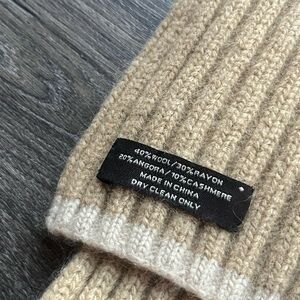 40% WOOL / 30% RAYON
20% ANGORA / 10% CASHMERE
MADE IN CHINA
DRY CLEAN ONLY